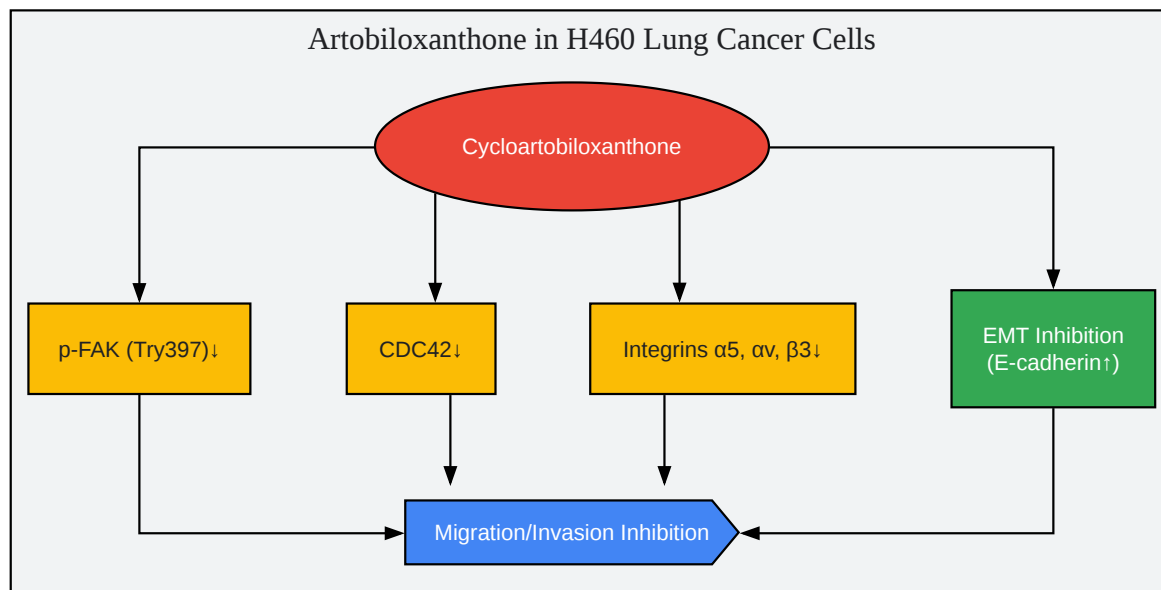 Artobiloxanthone in H460 Lung Cancer Cells
Cycloartobiloxanthone
p-FAK (Try397)↓
CDC42↓
Integrins α5, αv, β3↓
EMT Inhibition
(E-cadherin↑)
Migration/Invasion Inhibition